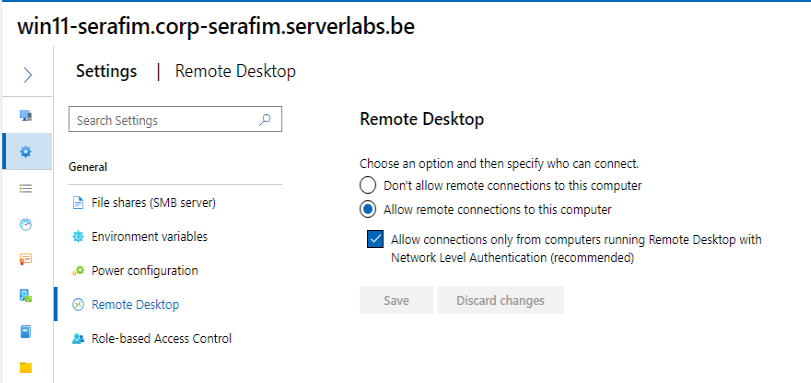 win11-serafim.corp-serafim.serverlabs.be
Settings | Remote Desktop
Search Settings
General
File shares (SMB server)
Environment variables
Power configuration
Remote Desktop
Role-based Access Control
Remote Desktop
Choose an option and then specify who can connect.
Don't allow remote connections to this computer
Allow remote connections to this computer
Allow connections only from computers running Remote Desktop with
Network Level Authentication (recommended)
Save
Discard changes